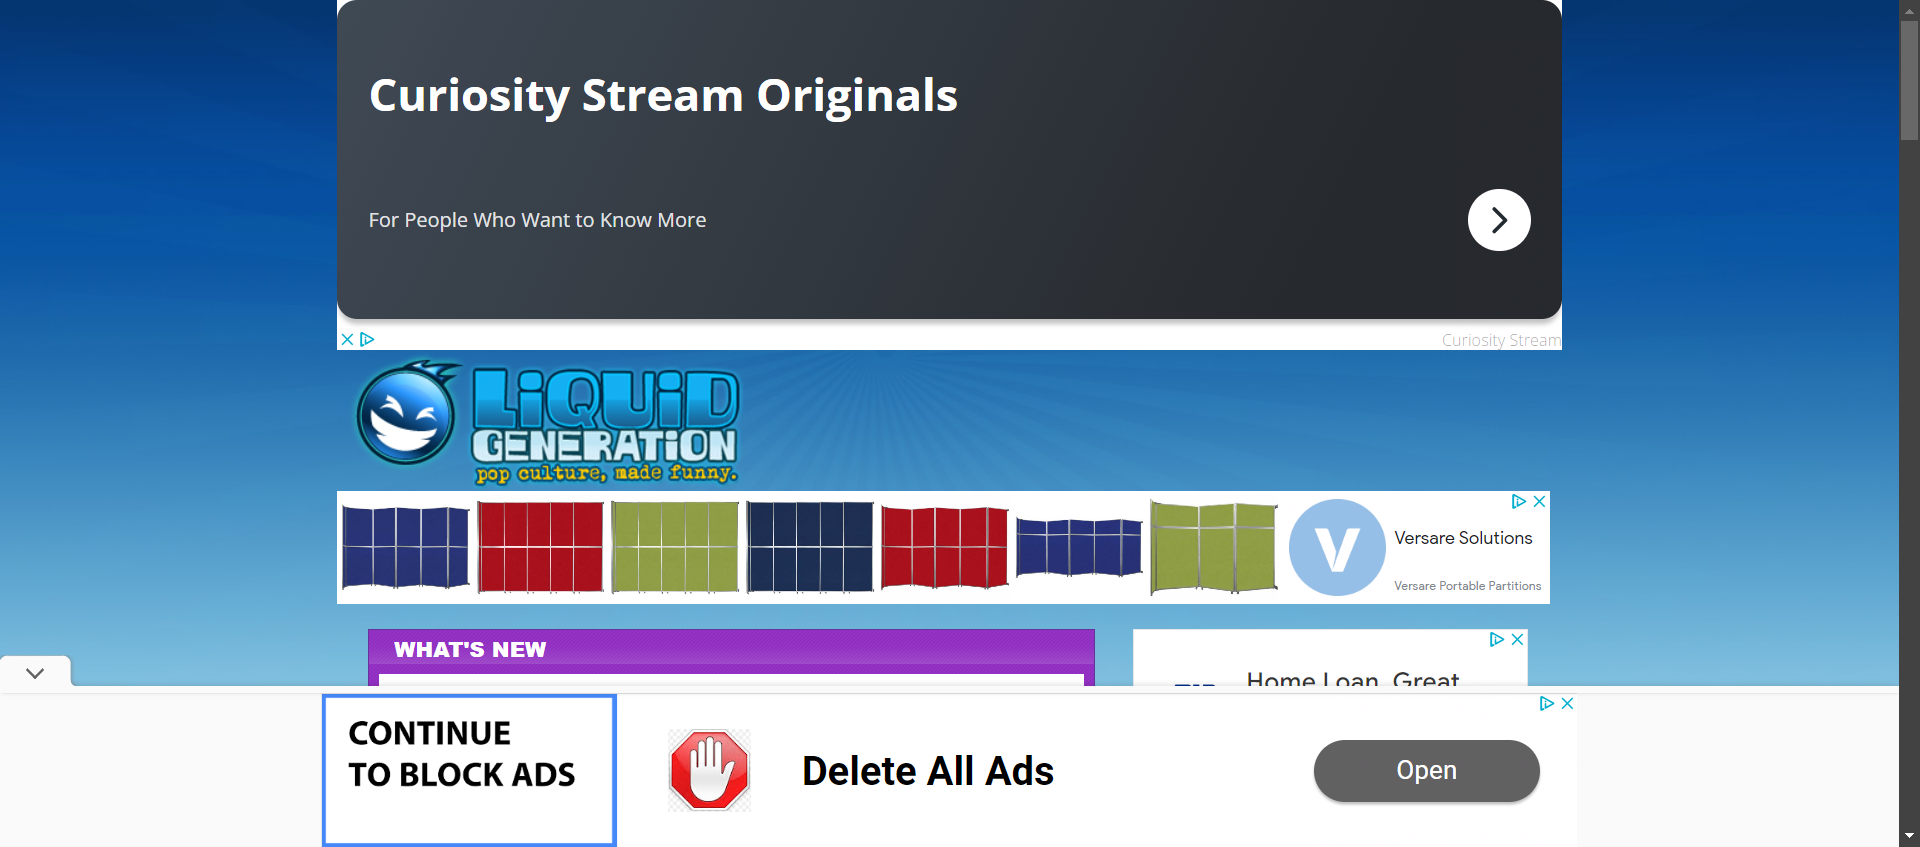 Curiosity Stream Originals
For People Who Want to Know More
Curiosity Stream
LiQUiD
GENERATiON
pop culture, made funny.
V
Versare Solutions
Versare Portable Partitions
WHAT'S NEW
Home Loan, Great
CONTINUE
TO BLOCK ADS
Delete All Ads
Open